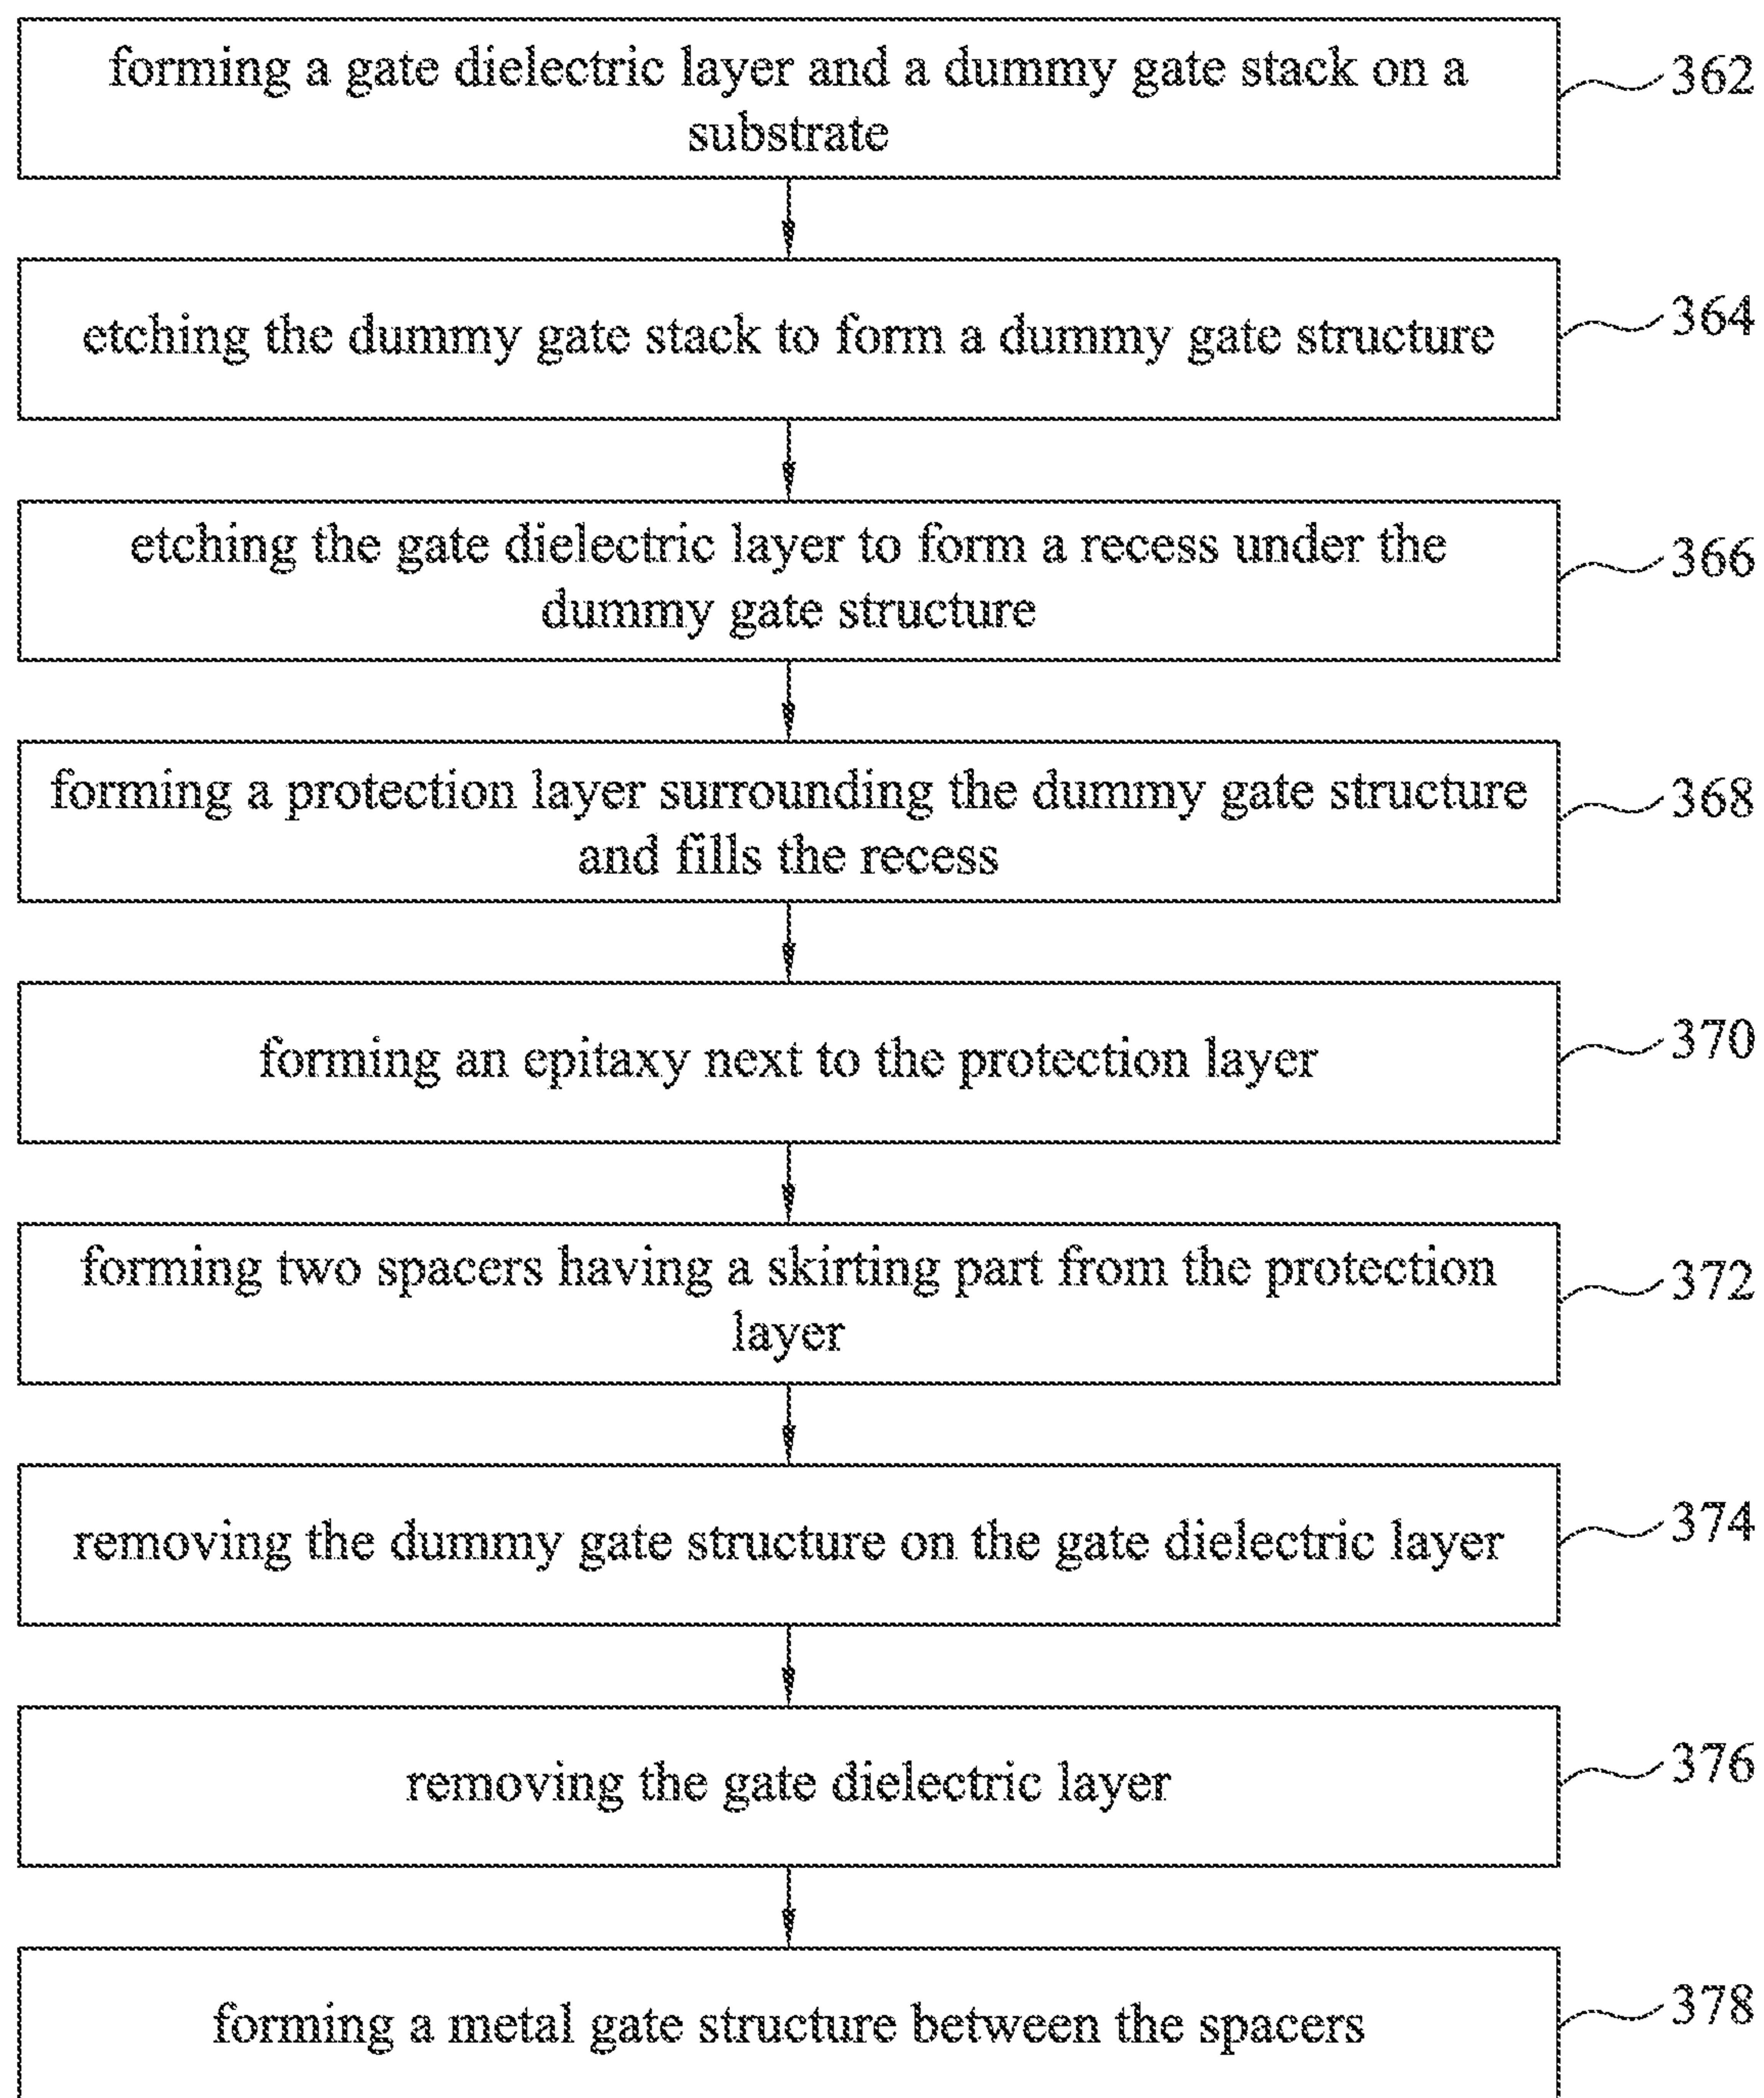 forming a gate dielectric layer and a dummy gate stack on a
substrate
362
etching the dummy gate stack to form a dummy gate structure
364
etching the gate dielectric layer to form a recess under the
dummy gate structure
366
forming a protection layer surrounding the dummy gate structure
and fills the recess
368
forming an epitaxy next to the protection layer
370
forming two spacers having a skirting part from the protection
layer
372
removing the dummy gate structure on the gate dielectric layer
374
removing the gate dielectric layer
376
forming a metal gate structure between the spacers
378